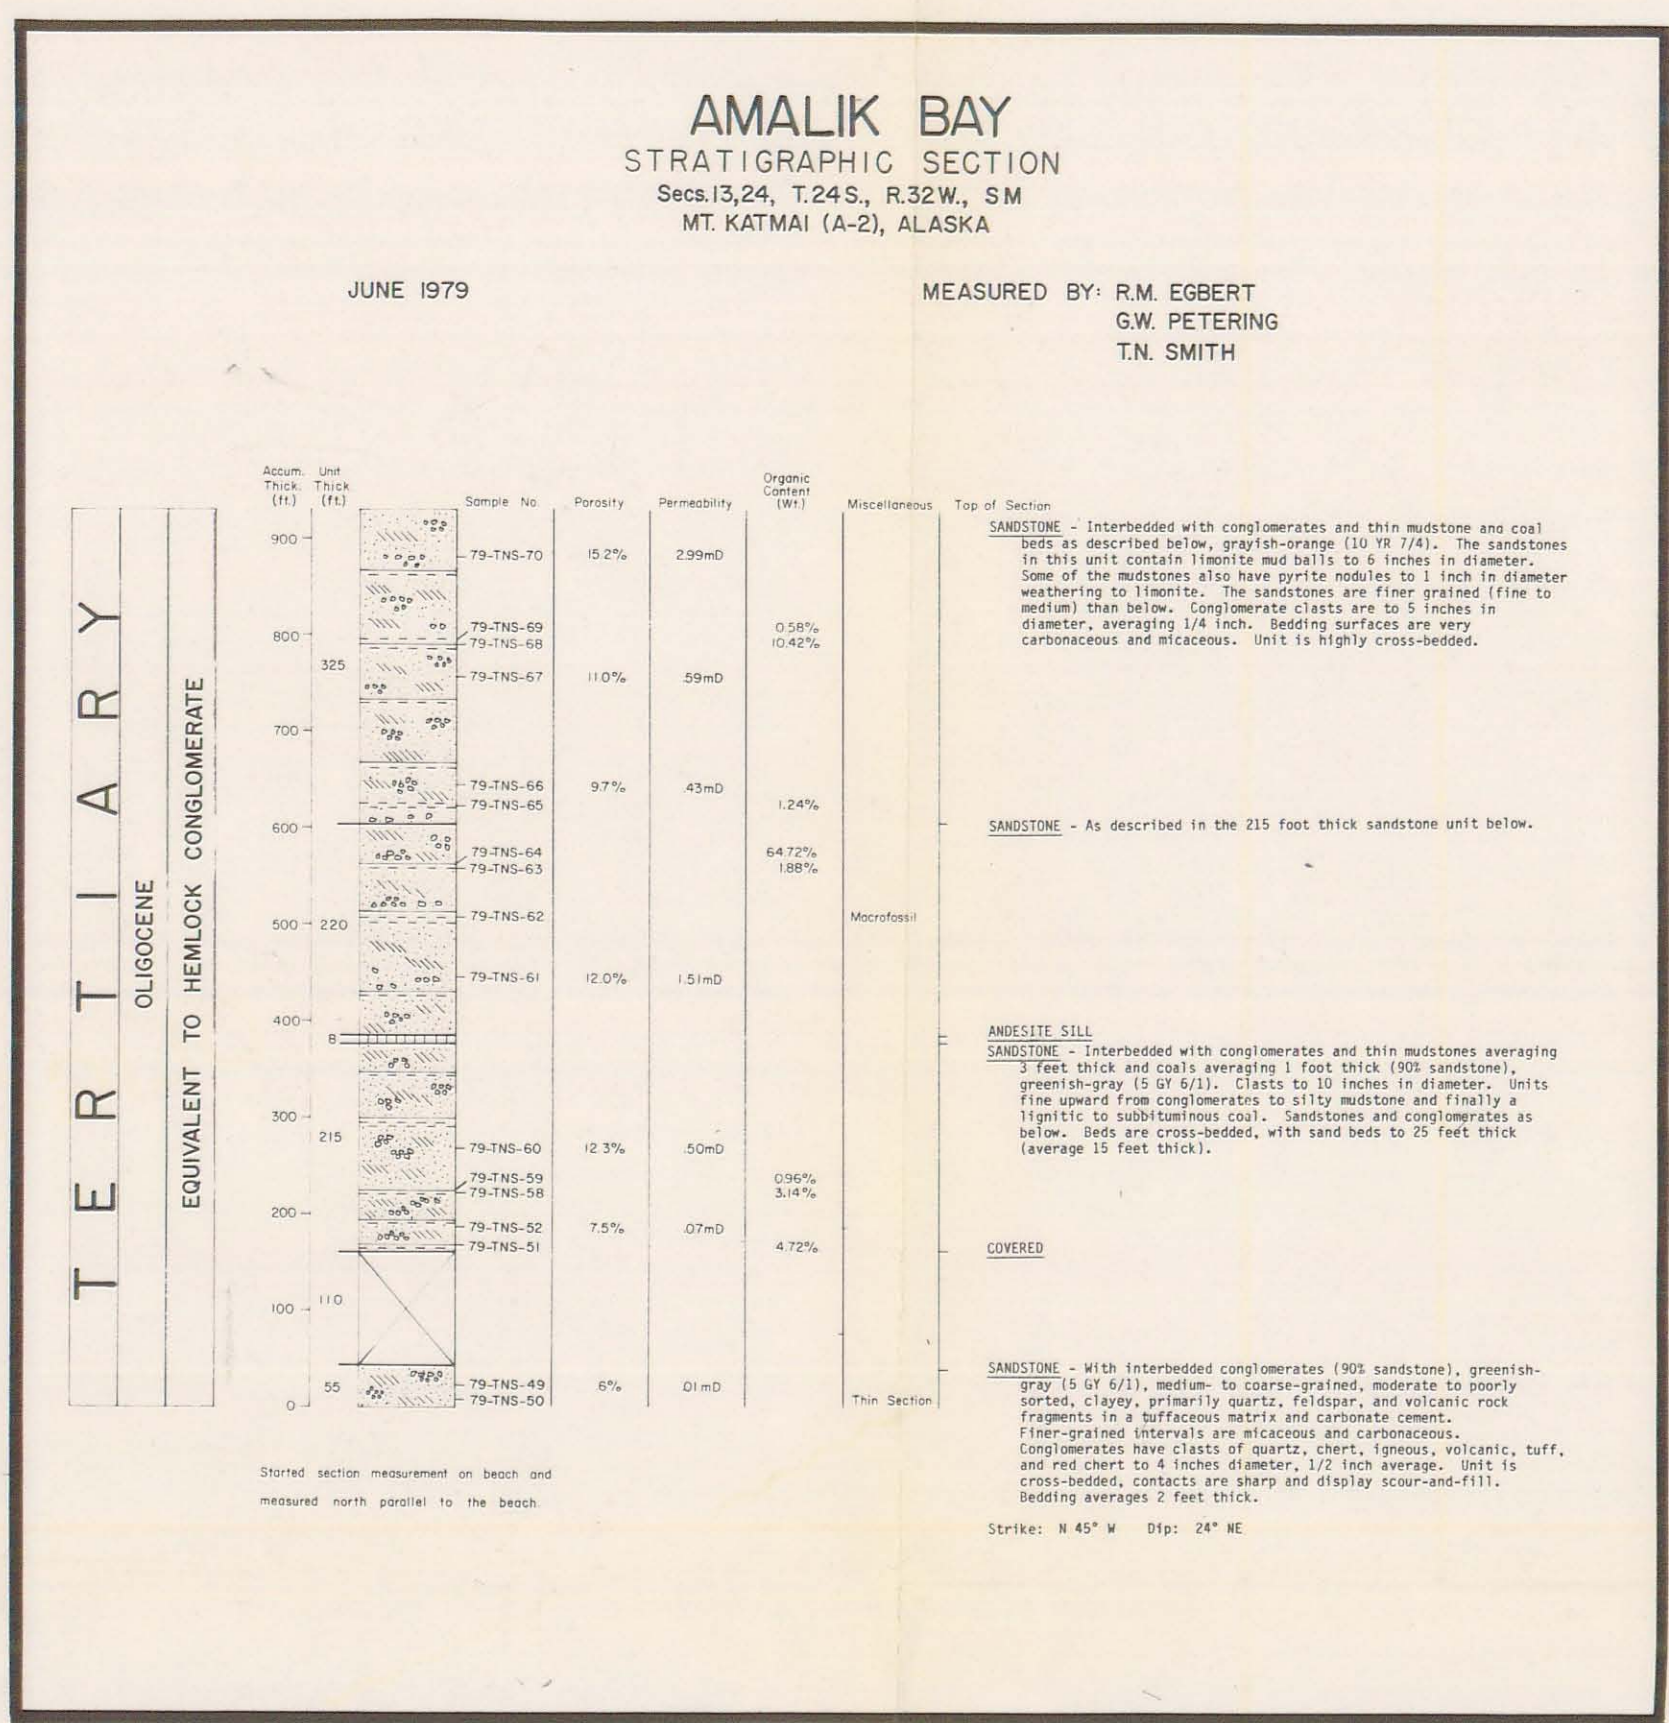 AMALIK BAY
STRATIGRAPHIC SECTION
Secs.13,24, T.24S., R.32W., SM
MT. KATMAI (A-2), ALASKA
JUNE 1979
MEASURED BY: R.M. EGBERT
G.W. PETERING
T.N. SMITH
TERTIARY
OLIGOCENE
EQUIVALENT TO HEMLOCK CONGLOMERATE
Accum. Thick. (ft.)
Unit Thick (ft.)
Sample No.
Porosity
Permeability
Organic Content (Wt.)
Miscellaneous
Top of Section
900
79-TNS-70 15.2% 2.99mD
79-TNS-69 0.58%
800
79-TNS-68 10.42%
325
79-TNS-67 11.0% .59mD
700
79-TNS-66 9.7% .43mD
79-TNS-65 1.24%
600
79-TNS-64 64.72%
79-TNS-63 1.88%
79-TNS-62 Macrofossil
500 220
79-TNS-61 12.0% 1.51mD
400
8
300
215
79-TNS-60 12.3% .50mD
79-TNS-59 0.96%
79-TNS-58 3.14%
200
79-TNS-52 7.5% .07mD
79-TNS-51 4.72%
110
100
55 79-TNS-49 .6% .01mD
79-TNS-50 Thin Section
0
SANDSTONE - Interbedded with conglomerates and thin mudstone and coal
beds as described below, grayish-orange (10 YR 7/4). The sandstones
in this unit contain limonite mud balls to 6 inches in diameter.
Some of the mudstones also have pyrite nodules to 1 inch in diameter
weathering to limonite. The sandstones are finer grained (fine to
medium) than below. Conglomerate clasts are to 5 inches in
diameter, averaging 1/4 inch. Bedding surfaces are very
carbonaceous and micaceous. Unit is highly cross-bedded.
SANDSTONE - As described in the 215 foot thick sandstone unit below.
ANDESITE SILL
SANDSTONE - Interbedded with conglomerates and thin mudstones averaging
3 feet thick and coals averaging 1 foot thick (90% sandstone),
greenish-gray (5 GY 6/1). Clasts to 10 inches in diameter. Units
fine upward from conglomerates to silty mudstone and finally a
lignitic to subbituminous coal. Sandstones and conglomerates as
below. Beds are cross-bedded, with sand beds to 25 feet thick
(average 15 feet thick).
COVERED
SANDSTONE - With interbedded conglomerates (90% sandstone), greenish-
gray (5 GY 6/1), medium- to coarse-grained, moderate to poorly
sorted, clayey, primarily quartz, feldspar, and volcanic rock
fragments in a tuffaceous matrix and carbonate cement.
Finer-grained intervals are micaceous and carbonaceous.
Conglomerates have clasts of quartz, chert, igneous, volcanic, tuff,
and red chert to 4 inches diameter, 1/2 inch average. Unit is
cross-bedded, contacts are sharp and display scour-and-fill.
Bedding averages 2 feet thick.
Strike: N 45° W Dip: 24° NE
Started section measurement on beach and
measured north parallel to the beach.